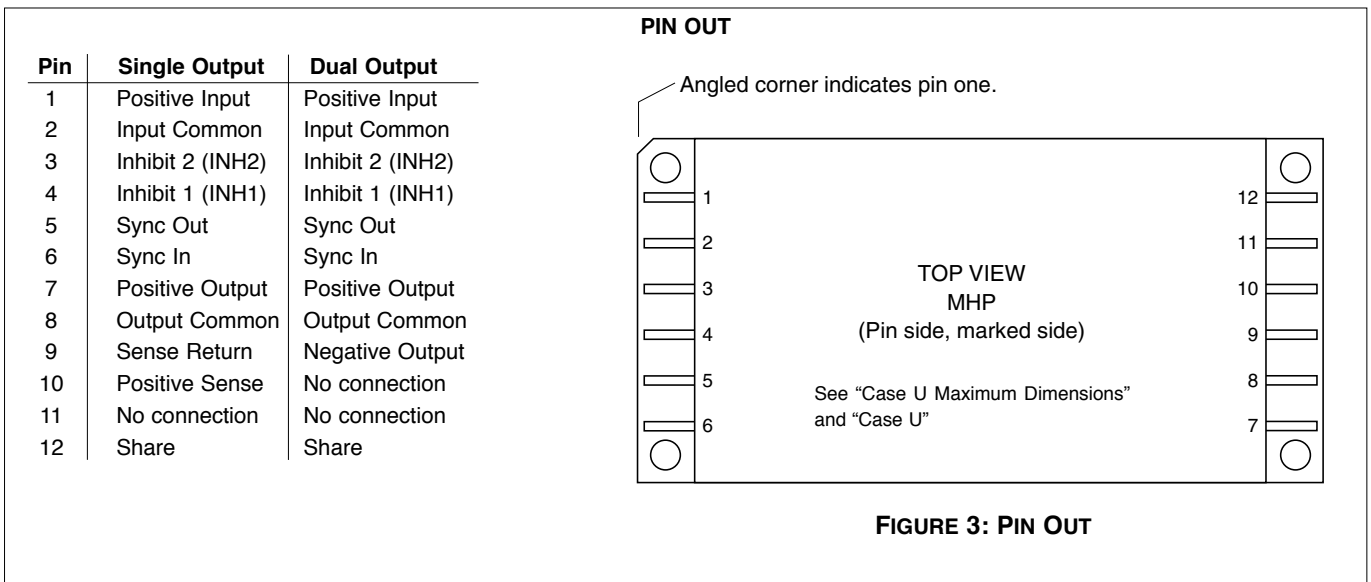 PIN OUT
Pin Single Output Dual Output
1 Positive Input Positive Input
2 Input Common Input Common
3 Inhibit 2 (INH2) Inhibit 2 (INH2)
4 Inhibit 1 (INH1) Inhibit 1 (INH1)
5 Sync Out Sync Out
6 Sync In Sync In
7 Positive Output Positive Output
8 Output Common Output Common
9 Sense Return Negative Output
10 Positive Sense No connection
11 No connection No connection
12 Share Share
Angled corner indicates pin one.
1 12
2 11
TOP VIEW
3 10
MHP
(Pin side, marked side)
4 9
5 8
See “Case U Maximum Dimensions”
and “Case U”
6 7
FIGURE 3: PIN OUT